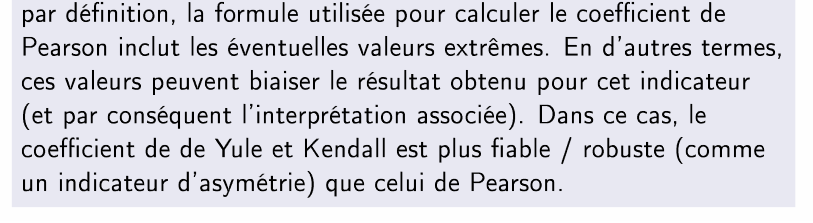 par définition, la formule utilisée pour calculer le coefficient de
Pearson inclut les éventuelles valeurs extrêmes. En d'autres termes,
ces valeurs peuvent biaiser le résultat obtenu pour cet indicateur
(et par conséquent l'interprétation associée). Dans ce cas, le
coefficient de de Yule et Kendall est plus fiable / robuste (comme
un indicateur d'asymétrie) que celui de Pearson.